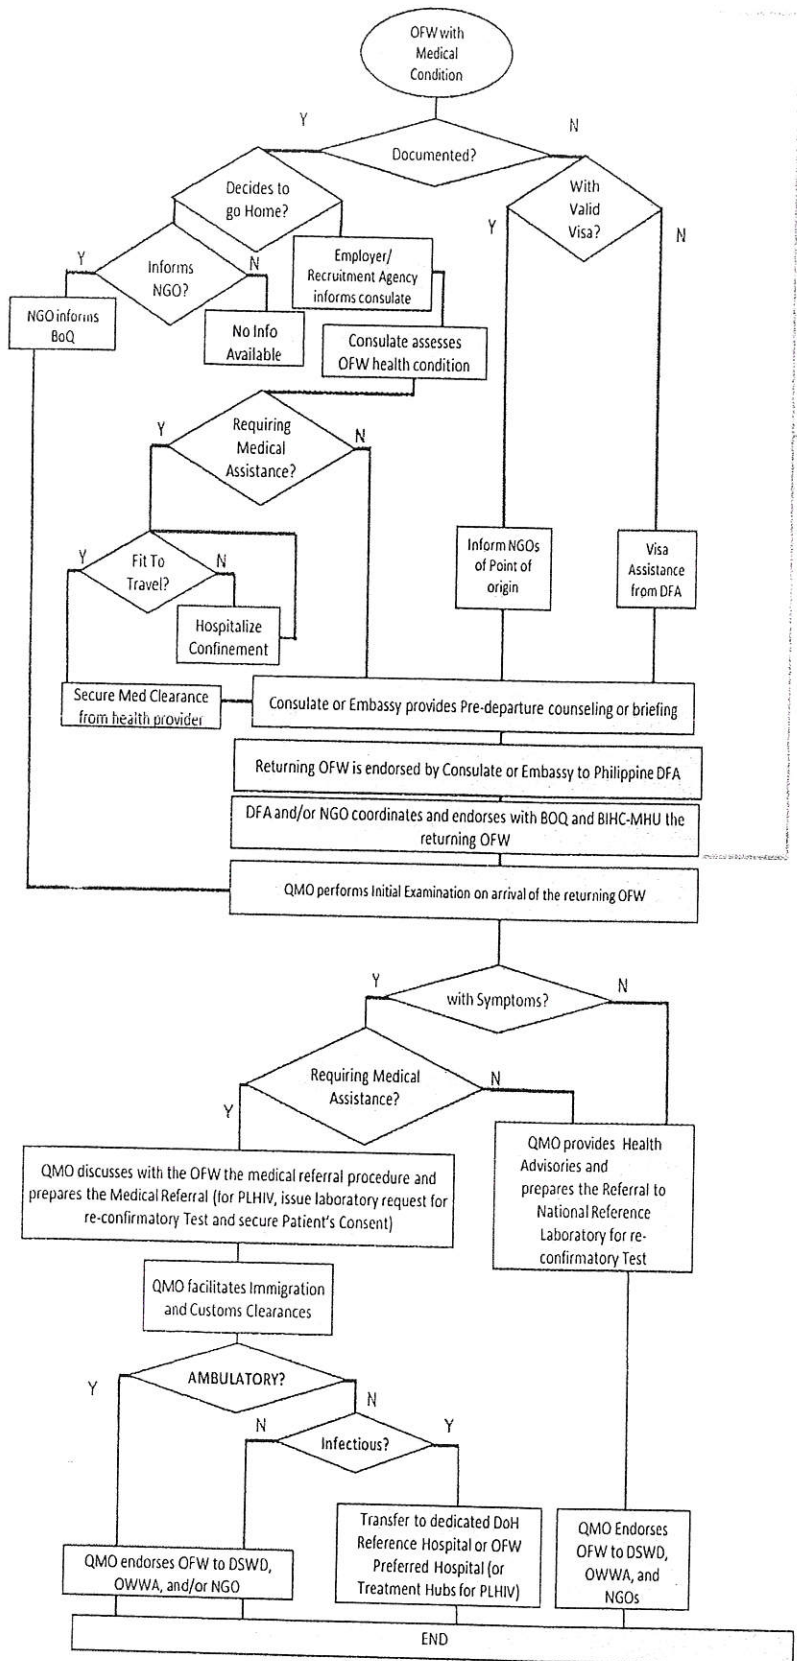 OFW with
Medical
Condition
Y
N
Documented?
Decides to
go Home?
With
Valid
Visa?
Y
N
Y
Informs
NGO?
N
Employer/
Recruitment Agency
informs consulate
NGO informs
BoQ
No Info
Available
Consulate assesses
OFW health condition
Y
Requiring
Medical
Assistance?
N
Y
Fit To
Travel?
N
Inform NGOs
of Point of
origin
Visa
Assistance
from DFA
Hospitalize
Confinement
Secure Med Clearance
from health provider
Consulate or Embassy provides Pre-departure counseling or briefing
Returning OFW is endorsed by Consulate or Embassy to Philippine DFA
DFA and/or NGO coordinates and endorses with BOQ and BIHC-MHU the
returning OFW
QMO performs Initial Examination on arrival of the returning OFW
Y
with Symptoms?
N
Requiring Medical
Assistance?
N
Y
QMO discusses with the OFW the medical referral procedure and
prepares the Medical Referral (for PLHIV, issue laboratory request for
re-confirmatory Test and secure Patient's Consent)
QMO provides Health
Advisories and
prepares the Referral to
National Reference
Laboratory for re-
confirmatory Test
QMO facilitates Immigration
and Customs Clearances
Y
AMBULATORY?
N
N
Infectious?
Y
QMO endorses OFW to DSWD,
OWWA, and/or NGO
Transfer to dedicated DoH
Reference Hospital or OFW
Preferred Hospital (or
Treatment Hubs for PLHIV)
QMO Endorses
OFW to DSWD,
OWWA, and
NGOs
END